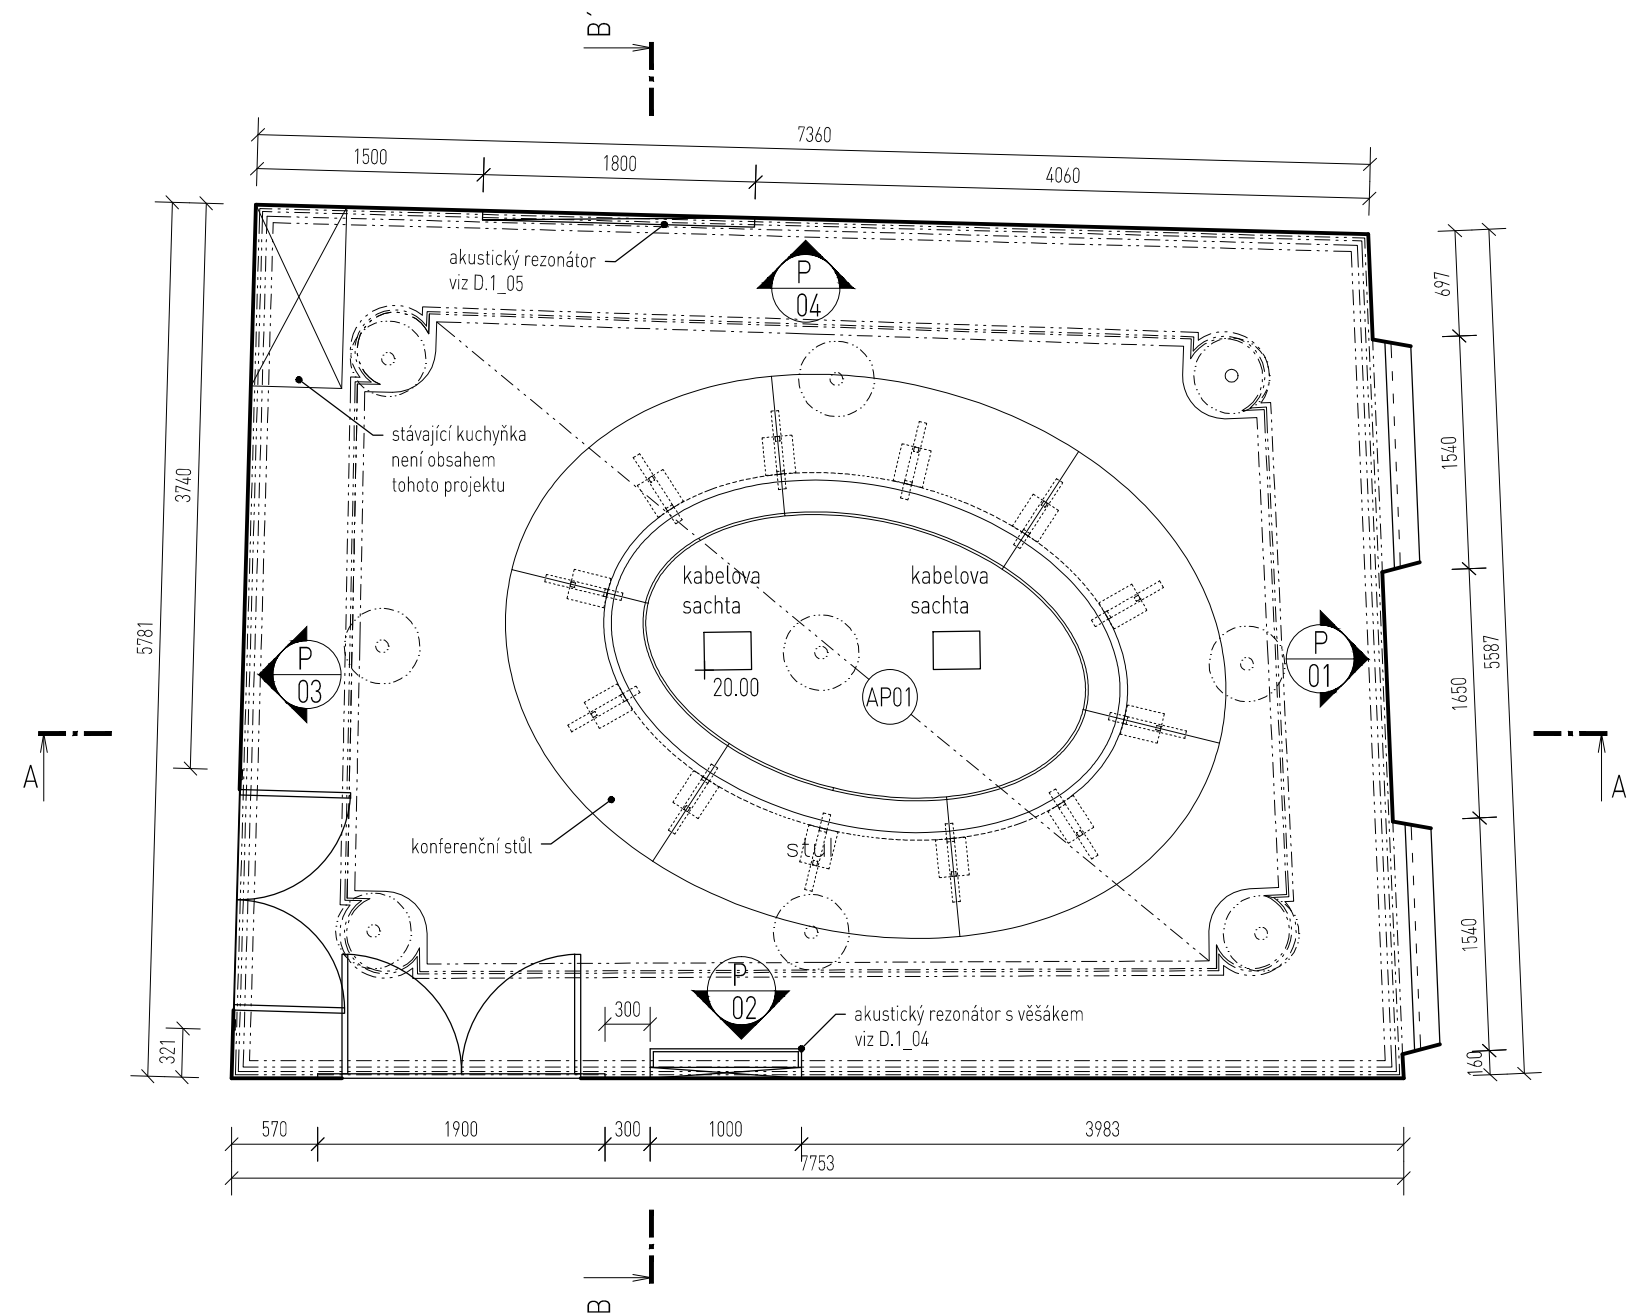 B`
7360
1500
1800
4060
akustický rezonátor
viz D.1_05
P
04
697
stávající kuchyňka
není obsahem
tohoto projektu
3740
1540
5781
kabelova
sachta
kabelova
sachta
20.00
P
03
AP01
P
01
5587
1650
A
A
konferenční stůl
stul
1540
P
02
300
akustický rezonátor s věšákem
viz D.1_04
321
160
570
1900
300
1000
3983
7753
B